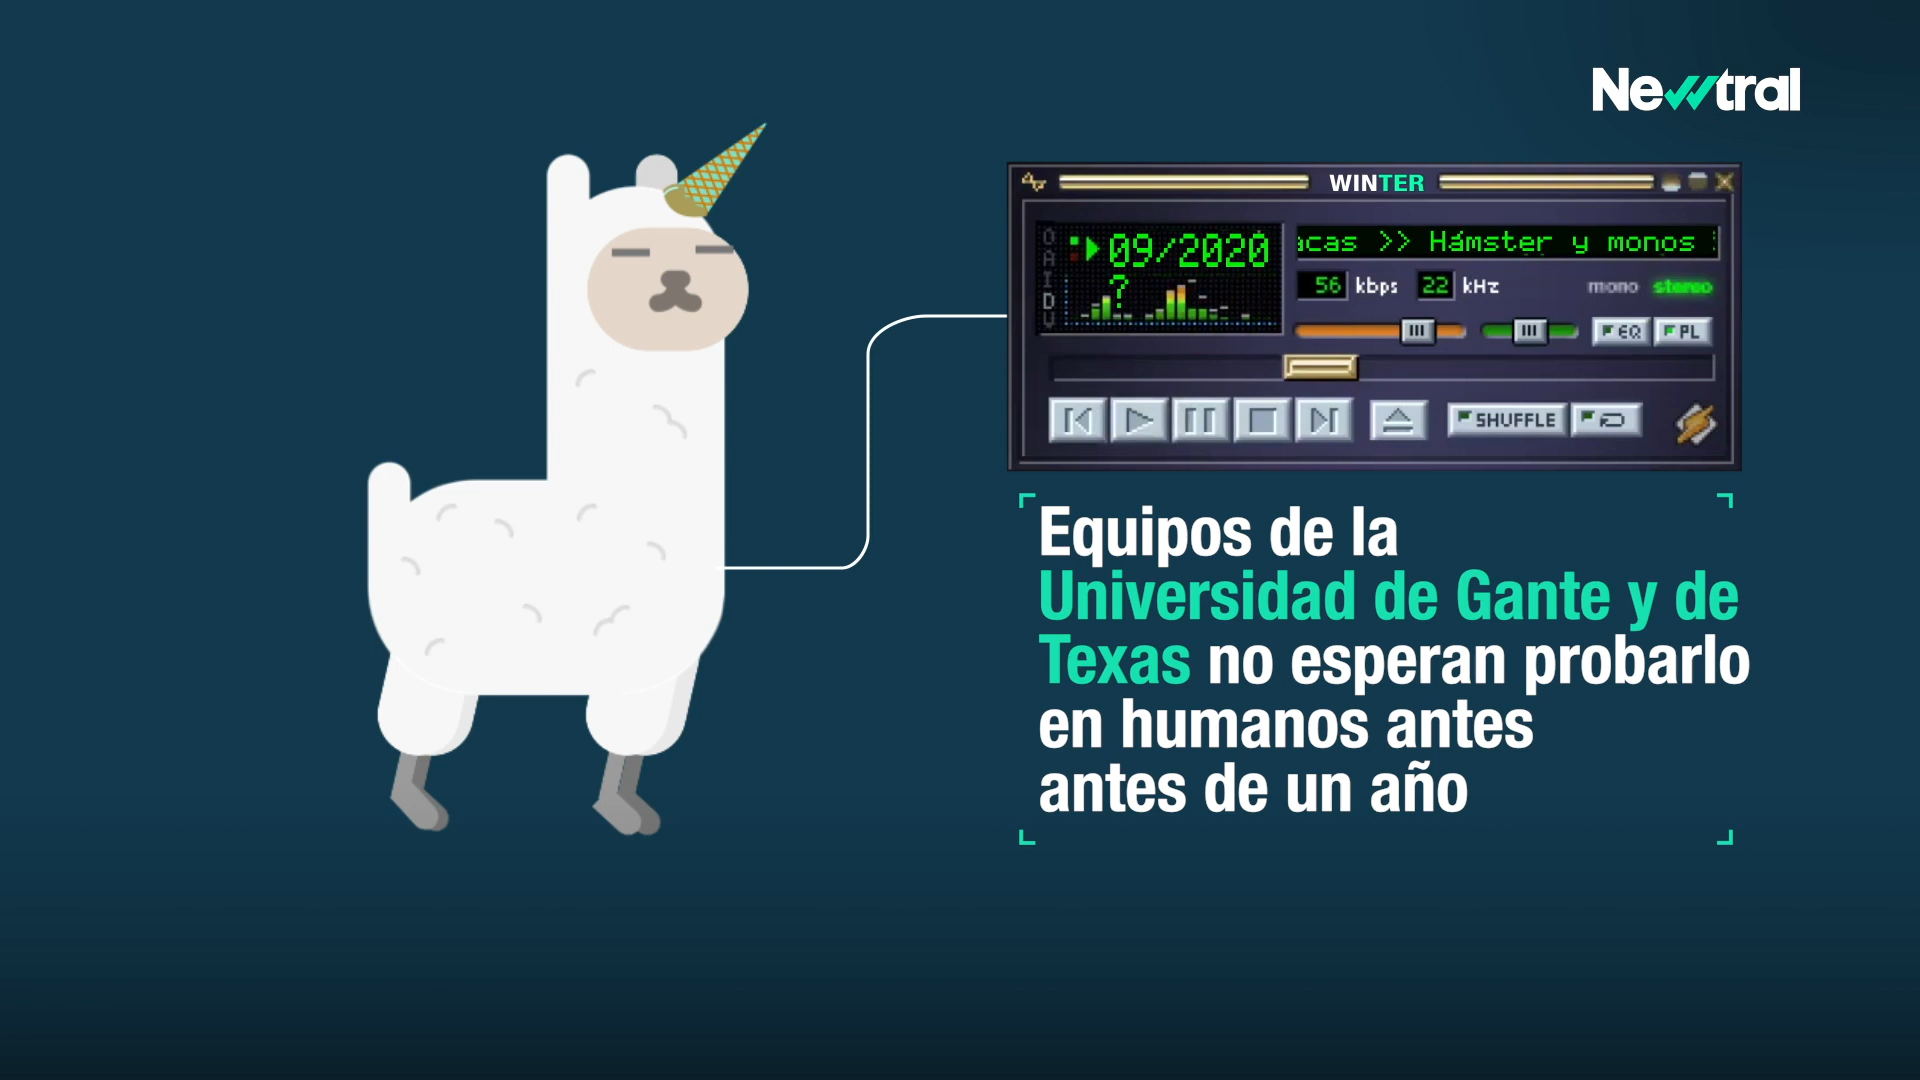 Newtral
WINTER
09/2020
?
acas >> Hámster y monos
56 kbps 22 kHz mono stereo
EQ PL
SHUFFLE
O
A
I
D
V
Equipos de la
Universidad de Gante y de
Texas no esperan probarlo
en humanos antes
antes de un año